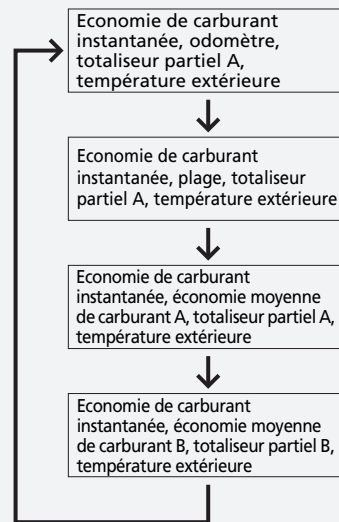 Economie de carburant
instantanée, odomètre,
totaliseur partiel A,
température extérieure
Economie de carburant
instantanée, plage, totaliseur
partiel A, température extérieure
Economie de carburant
instantanée, économie moyenne
de carburant A, totaliseur partiel A,
température extérieure
Economie de carburant
instantanée, économie moyenne
de carburant B, totaliseur partiel B,
température extérieure